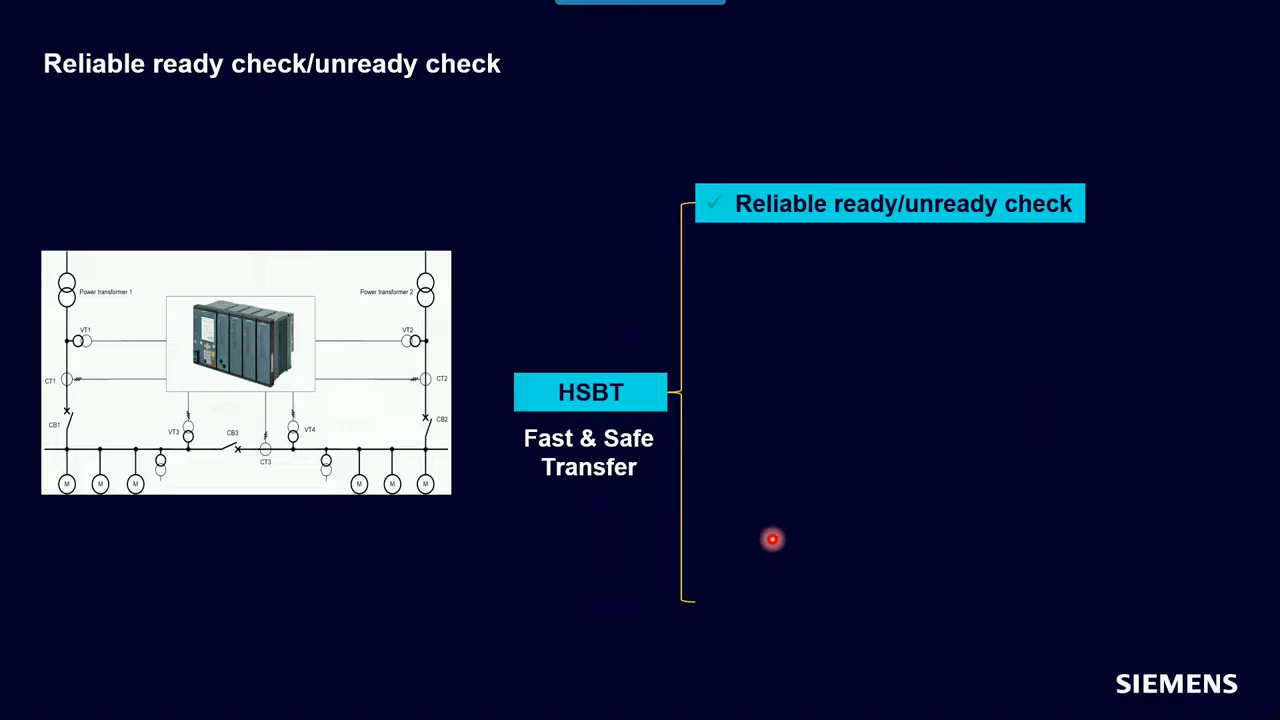 Reliable ready check/unready check
✓ Reliable ready/unready check
Power transformer 1
Power transformer 2
VT1
VT2
CT1
CT2
CB1
CB2
VT3
CB3
VT4
CT3
M
M
M
M
M
M
HSBT
Fast & Safe
Transfer
SIEMENS